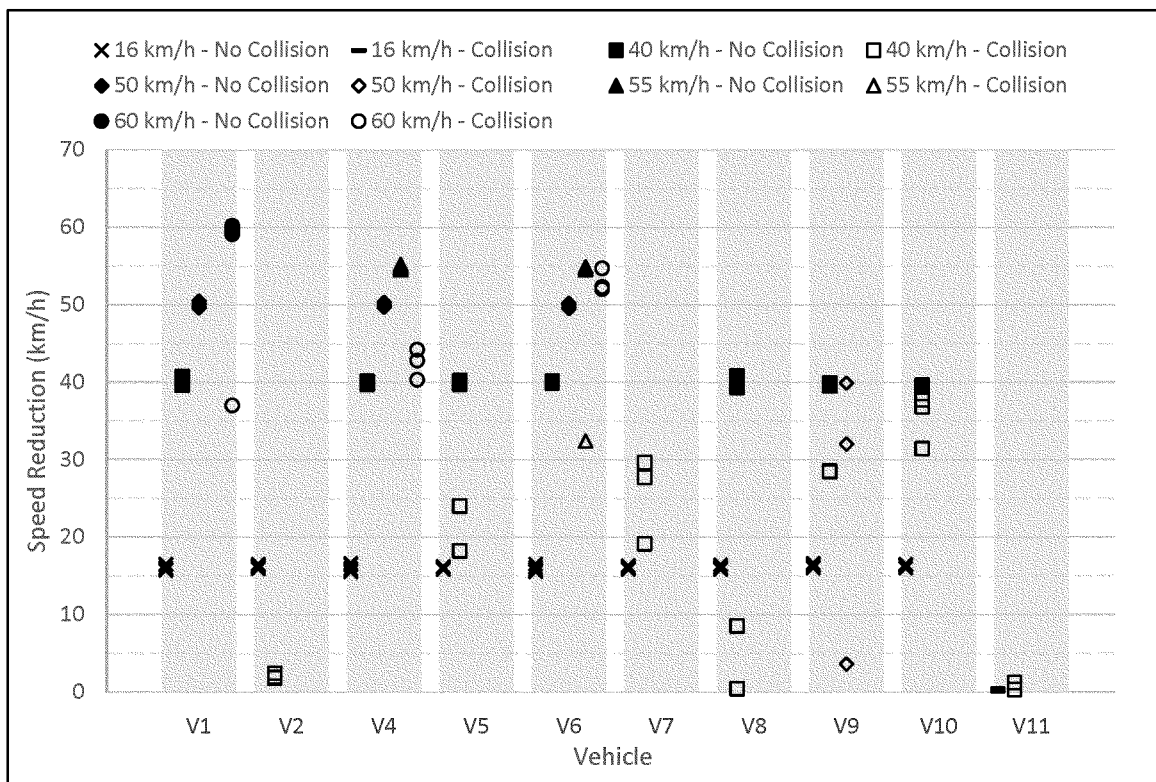 16 km/h - No Collision 16 km/h - Collision 40 km/h - No Collision 40 km/h - Collision
50 km/h - No Collision 50 km/h - Collision 55 km/h - No Collision 55 km/h - Collision
60 km/h - No Collision 60 km/h - Collision
70
60
50
40
30
20
10
0
Speed Reduction (km/h)
V1 V2 V4 V5 V6 V7 V8 V9 V10 V11
Vehicle